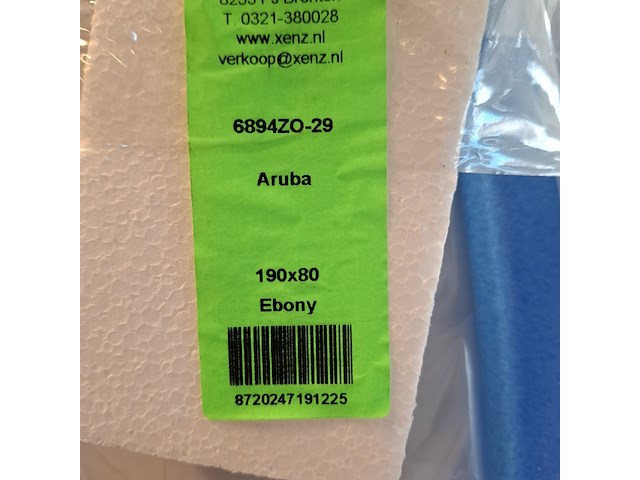 T. 0321-380028
www.xenz.nl
verkoop@xenz.nl
6894ZO-29
Aruba
190x80
Ebony
8720247191225